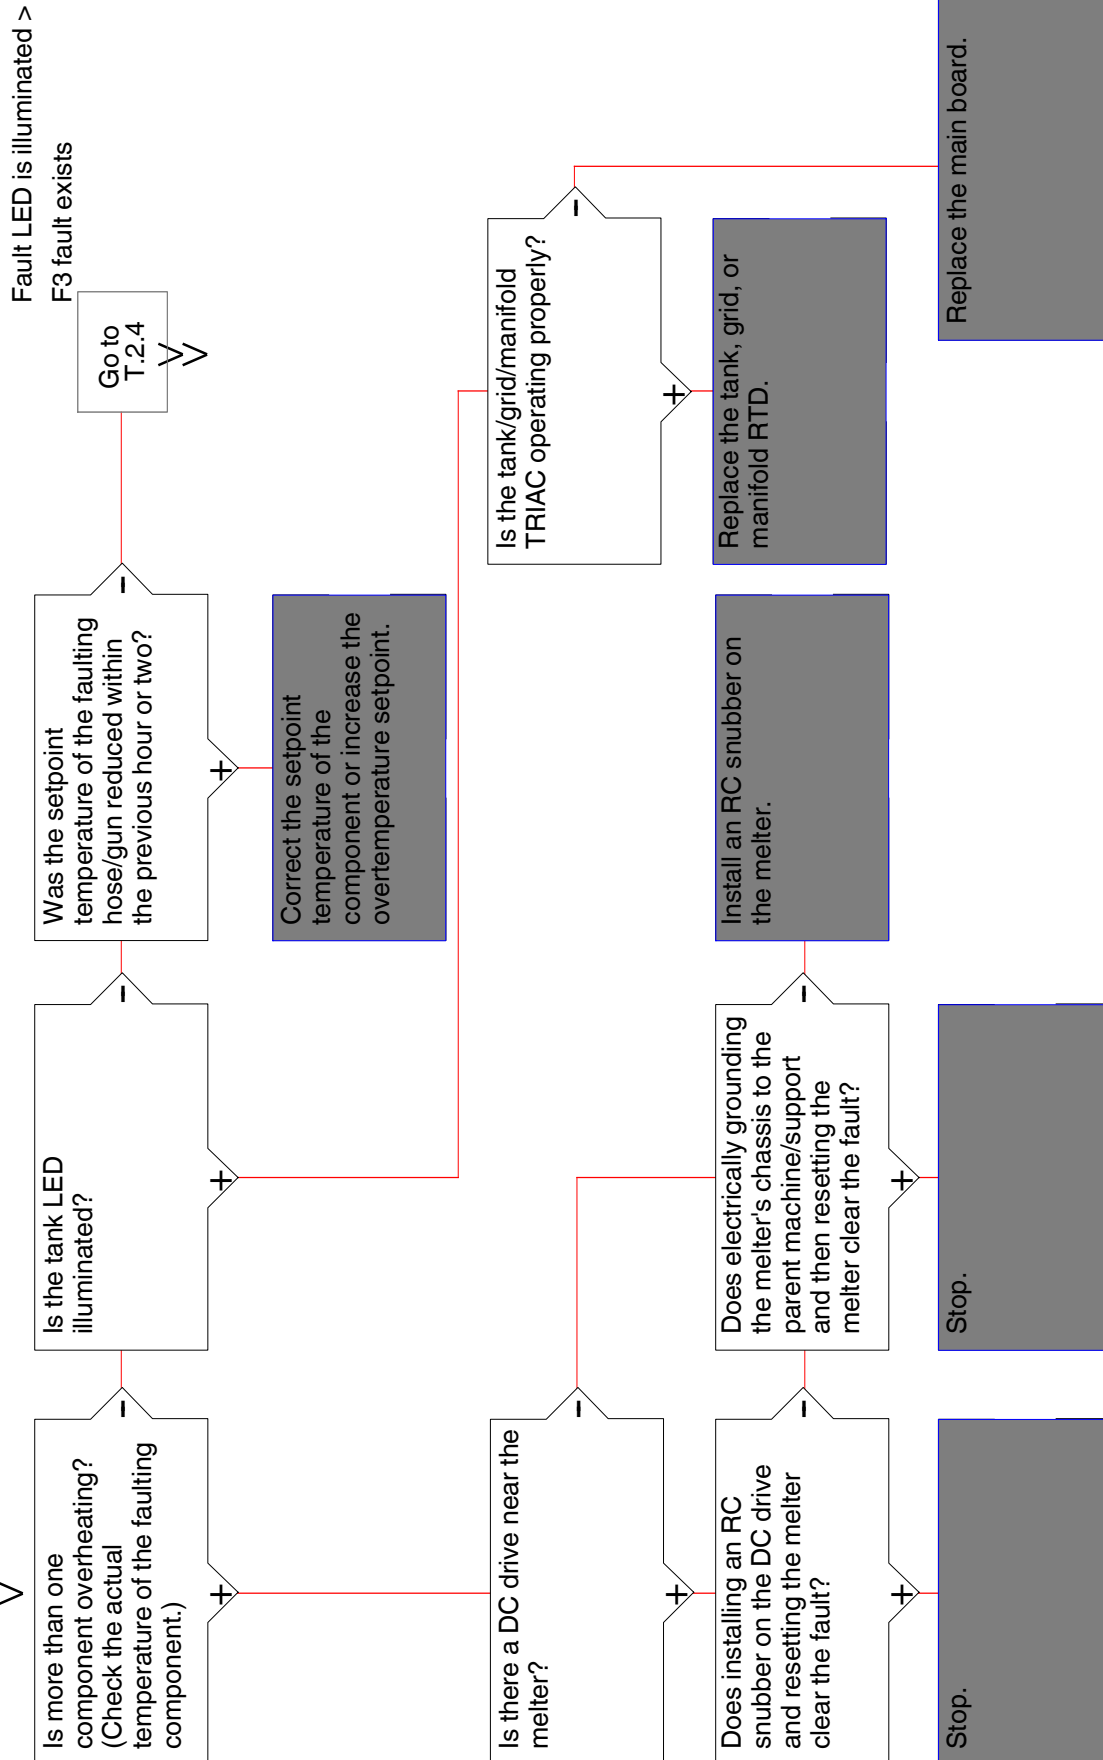 Fault LED is illuminated >
F3 fault exists
>
Is more than one
component overheating?
(Check the actual
temperature of the faulting
component.)
-
+
Is the tank LED
illuminated?
-
+
Was the setpoint
temperature of the faulting
hose/gun reduced within
the previous hour or two?
-
+
Go to
T.2.4
>>
Correct the setpoint
temperature of the
component or increase the
overtemperature setpoint.
Is there a DC drive near the
melter?
-
+
Is the tank/grid/manifold
TRIAC operating properly?
-
+
Does installing an RC
snubber on the DC drive
and resetting the melter
clear the fault?
-
+
Does electrically grounding
the melter's chassis to the
parent machine/support
and then resetting the
melter clear the fault?
-
+
Install an RC snubber on
the melter.
Replace the tank, grid, or
manifold RTD.
Stop.
Stop.
Replace the main board.